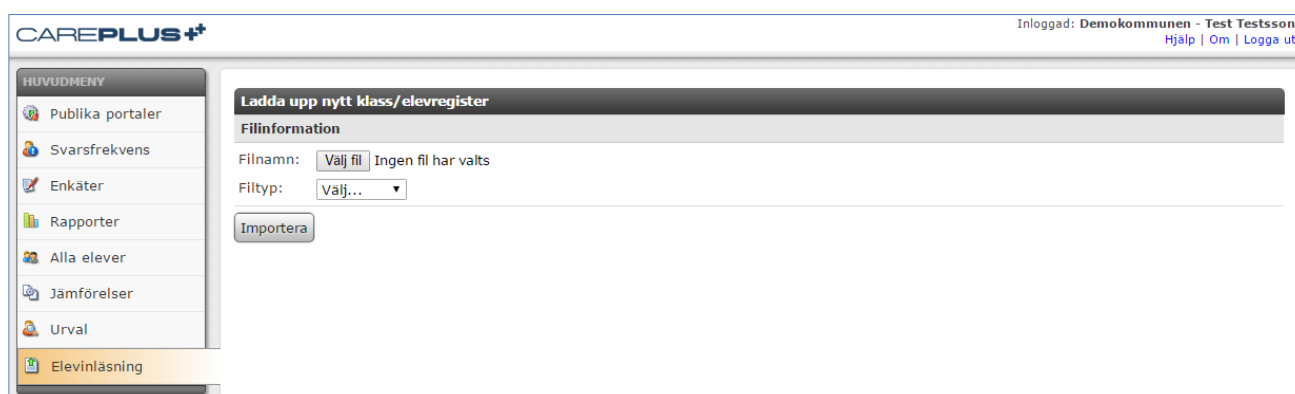 CAREPLUS++
Inloggad: Demokommunen - Test Testsson
Hjälp | Om | Logga ut
HUVUDMENY
Publika portaler
Svarsfrekvens
Enkäter
Rapporter
Alla elever
Jämförelser
Urval
Elevinläsning
Ladda upp nytt klass/elevregister
Filinformation
Filnamn: Välj fil Ingen fil har valts
Filtyp: Välj...
Importera